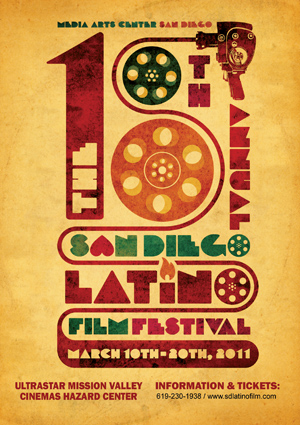 MEDIA ARTS CENTER SAN DIEGO
THE
18TH
ANNUAL
SAN DIEGO
LATINO
FILM FESTIVAL
MARCH 10TH-20TH, 2011
ULTRASTAR MISSION VALLEY
CINEMAS HAZARD CENTER
INFORMATION & TICKETS:
619-230-1938 / www.sdlatinofilm.com